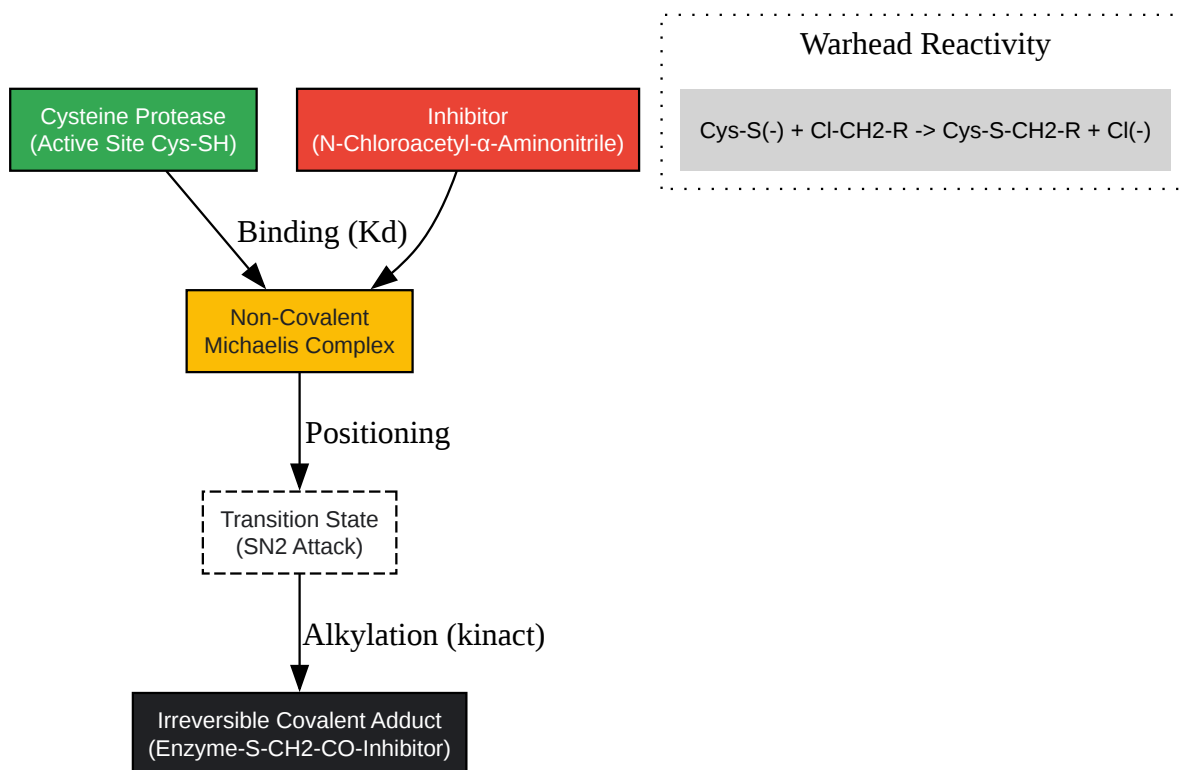 Warhead Reactivity
Cys-S(-) + Cl-CH2-R -> Cys-S-CH2-R + Cl(-)
Cysteine Protease
(Active Site Cys-SH)
Inhibitor
(N-Chloroacetyl-α-Aminonitrile)
Binding (Kd)
Non-Covalent
Michaelis Complex
Positioning
Transition State
(SN2 Attack)
Alkylation (kinact)
Irreversible Covalent Adduct
(Enzyme-S-CH2-CO-Inhibitor)